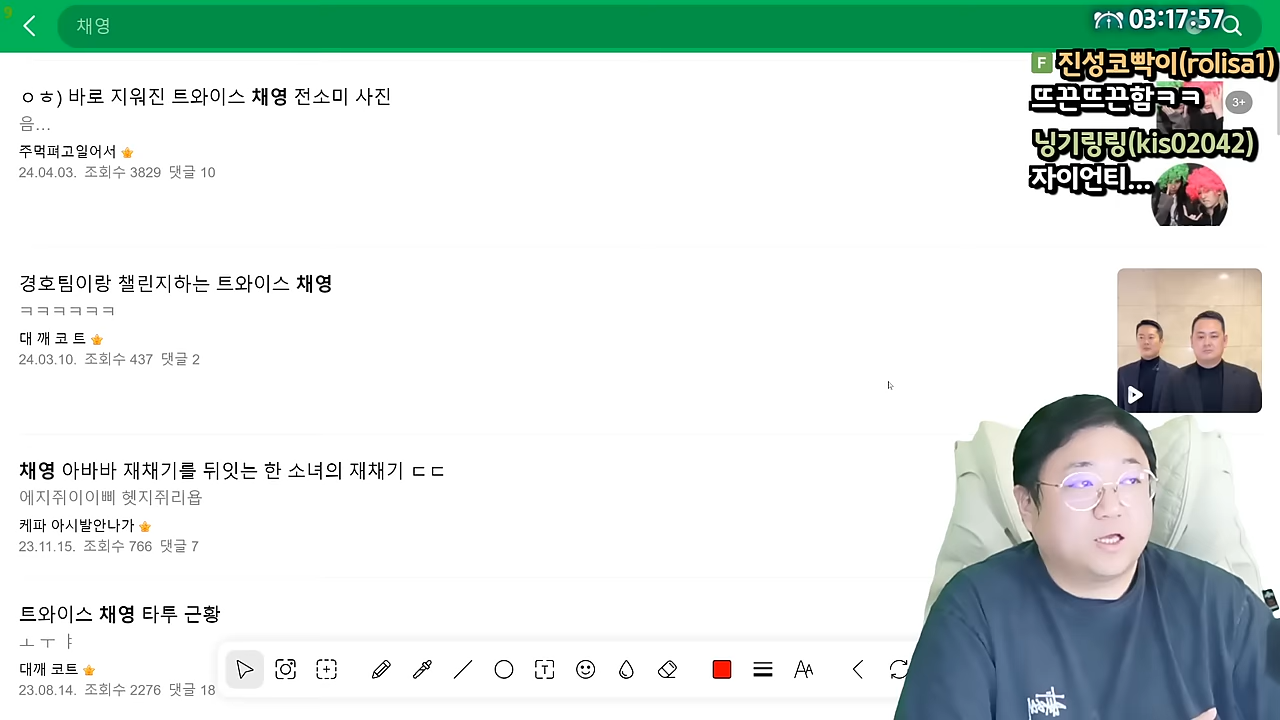 채영
03:17:57
F 진성코빡이(rolisa1)
뜨끈뜨끈함ㅋㅋ
닝기링링(kis02042)
자이언티...
ㅇㅎ) 바로 지워진 트와이스 채영 전소미 사진
음...
주먹펴고일어서
24.04.03. 조회수 3829 댓글 10
3+
경호팀이랑 챌린지하는 트와이스 채영
ㅋㅋㅋㅋㅋㅋ
대 깨 코 트
24.03.10. 조회수 437 댓글 2
채영 아바바 재채기를 뒤잇는 한 소녀의 재채기 ㄷㄷ
에지쥐이이삐 헷지쥐리욥
케파 아시발안나가
23.11.15. 조회수 766 댓글 7
트와이스 채영 타투 근황
ㅗ ㅜ ㅑ
대깨 코트
23.08.14. 조회수 2276 댓글 18
T
AA